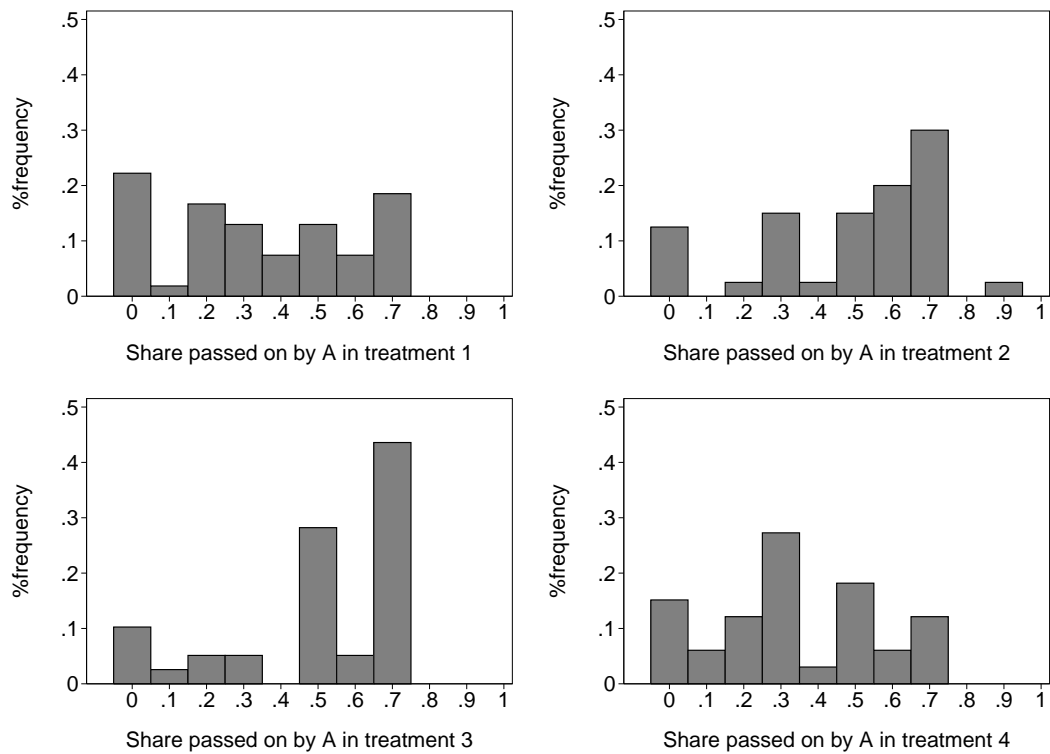 %frequency
.5
.4
.3
.2
.1
0
0 .1 .2 .3 .4 .5 .6 .7 .8 .9 1
Share passed on by A in treatment 1
%frequency
.5
.4
.3
.2
.1
0
0 .1 .2 .3 .4 .5 .6 .7 .8 .9 1
Share passed on by A in treatment 2
%frequency
.5
.4
.3
.2
.1
0
0 .1 .2 .3 .4 .5 .6 .7 .8 .9 1
Share passed on by A in treatment 3
%frequency
.5
.4
.3
.2
.1
0
0 .1 .2 .3 .4 .5 .6 .7 .8 .9 1
Share passed on by A in treatment 4